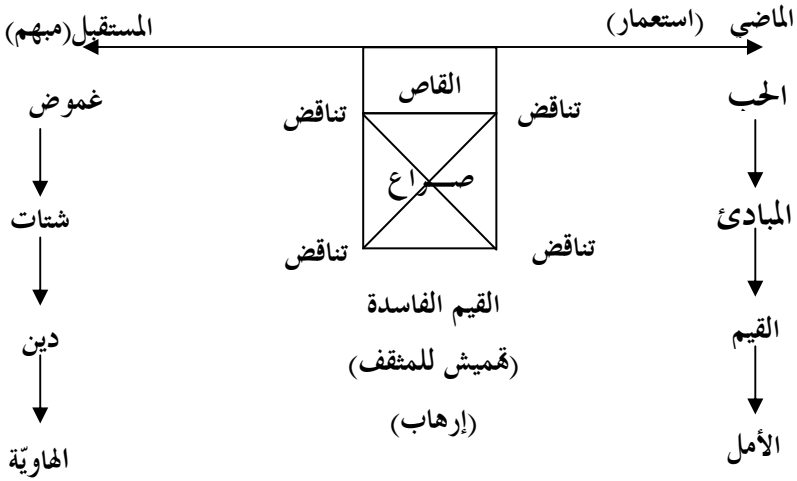 الماضي (استعمار)
المستقبل(مبهم)
القاص
الحب
غموض
تناقض
تناقض
صــراع
المبادئ
شتات
تناقض
تناقض
القيم الفاسدة
القيم
دين
(تهميش للمثقف)
(إرهاب)
الأمل
الهاويّة